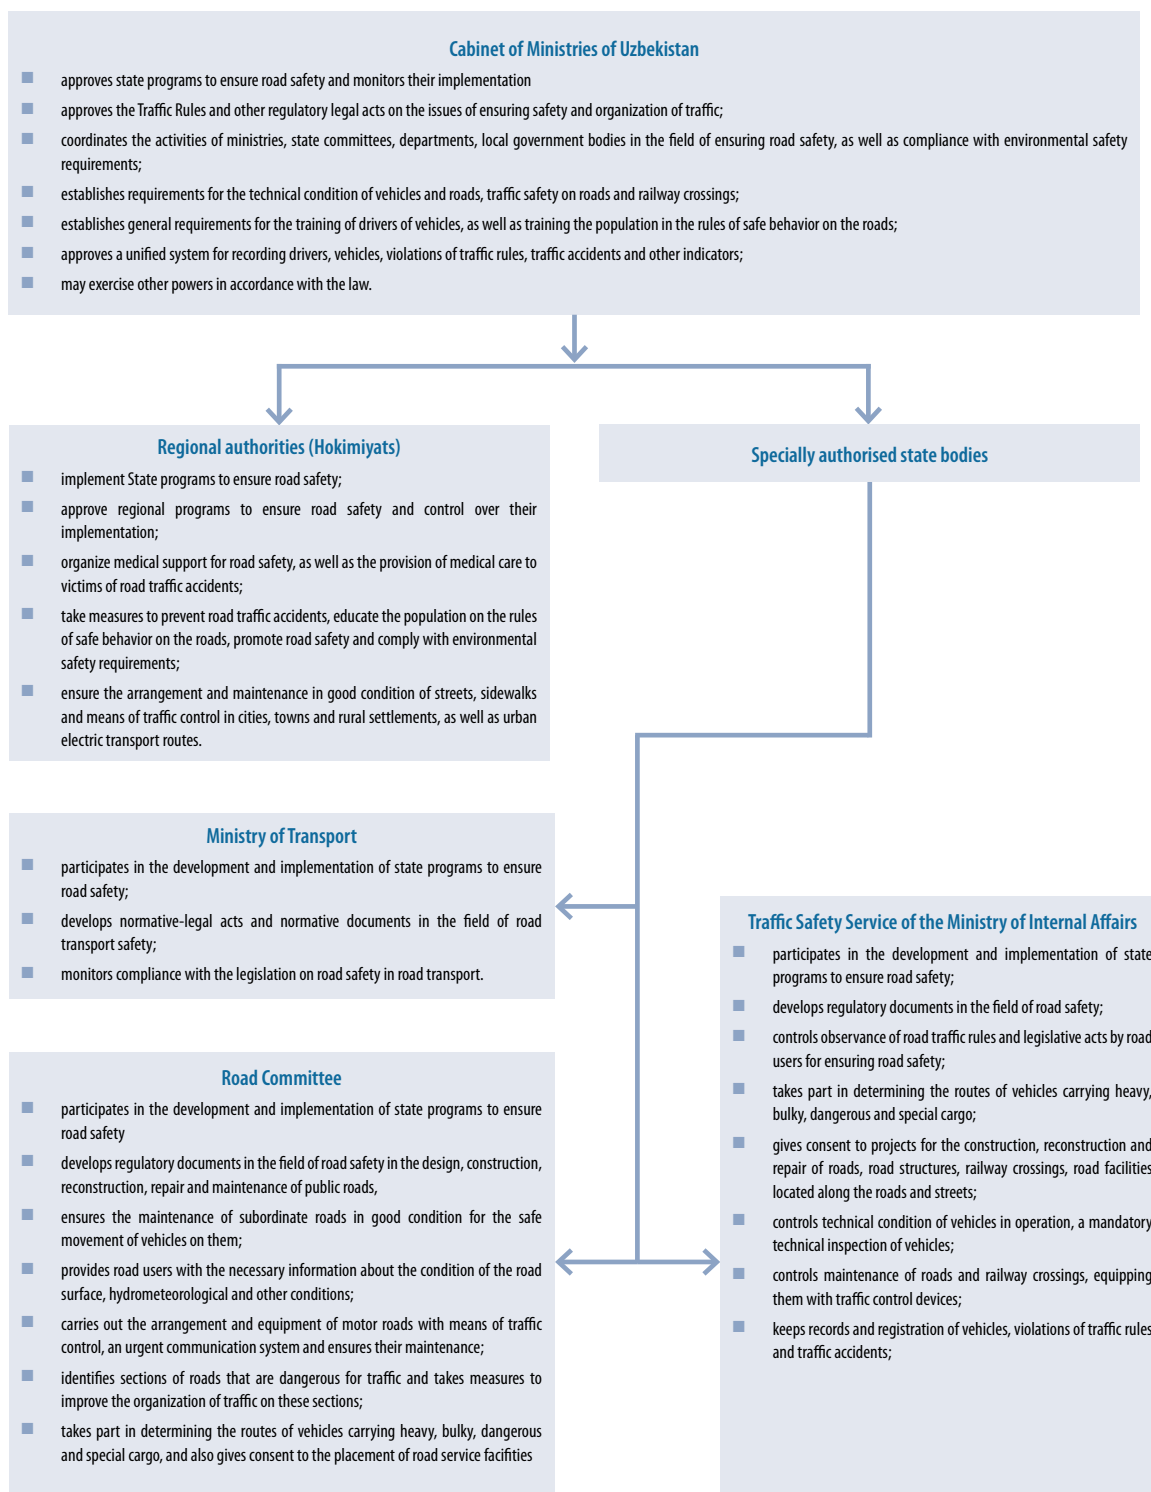 Cabinet of Ministries of Uzbekistan
approves state programs to ensure road safety and monitors their implementation
approves the Traffic Rules and other regulatory legal acts on the issues of ensuring safety and organization of traffic;
coordinates the activities of ministries, state committees, departments, local government bodies in the field of ensuring road safety, as well as compliance with environmental safety
requirements;
establishes requirements for the technical condition of vehicles and roads, traffic safety on roads and railway crossings;
establishes general requirements for the training of drivers of vehicles, as well as training the population in the rules of safe behavior on the roads;
approves a unified system for recording drivers, vehicles, violations of traffic rules, traffic accidents and other indicators;
may exercise other powers in accordance with the law.
Regional authorities (Hokimiyats)
implement State programs to ensure road safety;
approve regional programs to ensure road safety and control over their
implementation;
organize medical support for road safety, as well as the provision of medical care to
victims of road traffic accidents;
take measures to prevent road traffic accidents, educate the population on the rules
of safe behavior on the roads, promote road safety and comply with environmental
safety requirements;
ensure the arrangement and maintenance in good condition of streets, sidewalks
and means of traffic control in cities, towns and rural settlements, as well as urban
electric transport routes.
Specially authorised state bodies
Ministry of Transport
participates in the development and implementation of state programs to ensure
road safety;
develops normative-legal acts and normative documents in the field of road
transport safety;
monitors compliance with the legislation on road safety in road transport.
Road Committee
participates in the development and implementation of state programs to ensure
road safety
develops regulatory documents in the field of road safety in the design, construction,
reconstruction, repair and maintenance of public roads,
ensures the maintenance of subordinate roads in good condition for the safe
movement of vehicles on them;
provides road users with the necessary information about the condition of the road
surface, hydrometeorological and other conditions;
carries out the arrangement and equipment of motor roads with means of traffic
control, an urgent communication system and ensures their maintenance;
identifies sections of roads that are dangerous for traffic and takes measures to
improve the organization of traffic on these sections;
takes part in determining the routes of vehicles carrying heavy, bulky, dangerous
and special cargo, and also gives consent to the placement of road service facifities
Traffic Safety Service of the Ministry of Internal Affairs
participates in the development and implementation of state
programs to ensure road safety;
develops regulatory documents in the field of road safety;
controls observance of road traffic rules and legislative acts by road
users for ensuring road safety;
takes part in determining the routes of vehicles carrying heavy,
bulky, dangerous and special cargo;
gives consent to projects for the construction, reconstruction and
repair of roads, road structures, railway crossings, road facilities
located along the roads and streets;
controls technical condition of vehicles in operation, a mandatory
technical inspection of vehicles;
controls maintenance of roads and railway crossings, equipping
them with traffic control devices;
keeps records and registration of vehicles, violations of traffic rules
and traffic accidents;